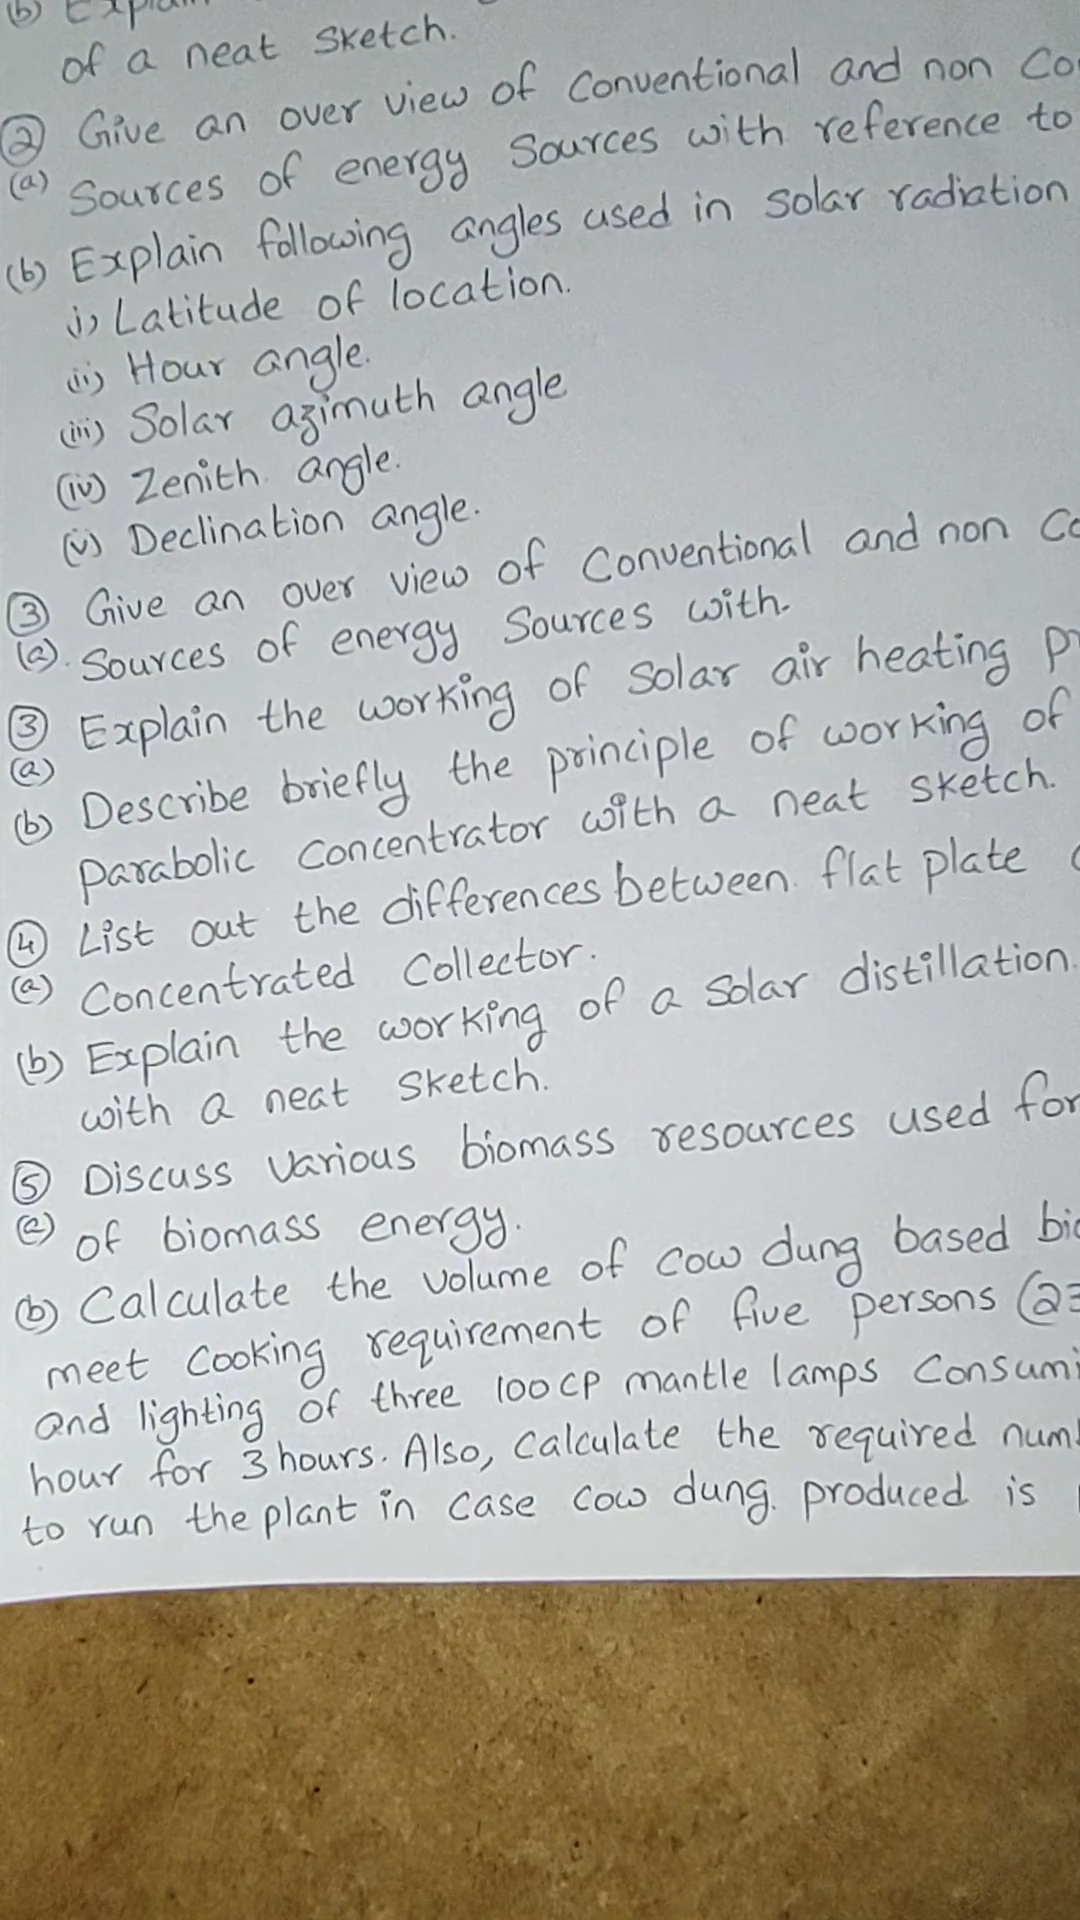 (b) Explain
of a neat sketch.
② Give an over view of conventional and non
(a) Sources of energy Sources with reference to
(b) Explain following angles used in solar radiation
i) Latitude of location.
(ii) Hour angle.
(iii) Solar azimuth angle
(iv) Zenith angle.
(v) Declination angle.
③ Give an over view of conventional and non
(a). Sources of energy Sources with.
③ Explain the working of solar air heating
(a)
(b) Describe briefly the principle of working of
parabolic concentrator with a neat sketch.
④ List out the differences between flat plate
(a) Concentrated Collector.
(b) Explain the working of a solar distillation.
with a neat sketch.
⑤ Discuss various biomass resources used for
(a) of biomass energy.
(b) Calculate the volume of cow dung based
meet cooking requirement of five persons
and lighting of three 100 CP mantle lamps
hour for 3 hours. Also, calculate the required
to run the plant in case cow dung. produced is